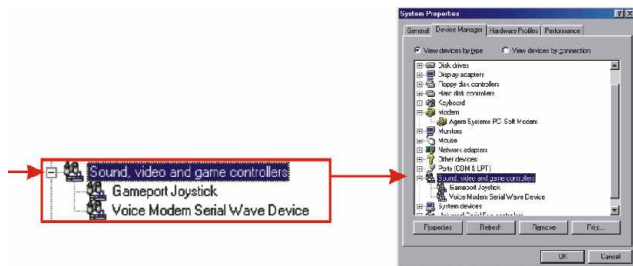 Sound, video and game controllers
Gameport Joystick
Voice Modem Serial Wave Device
System Properties
General Device Manager Hardware Profiles Performance
View devices by type View devices by connection
Disk drives
Display adapters
Floppy disk controllers
Hard disk controllers
Keyboard
Modem
Agere Systems PCI Soft Modem
Monitors
Mouse
Network adapters
Other devices
Ports (COM & LPT)
Sound, video and game controllers
Gameport Joystick
Voice Modem Serial Wave Device
System devices
Properties Refresh Remove Print...
OK Cancel